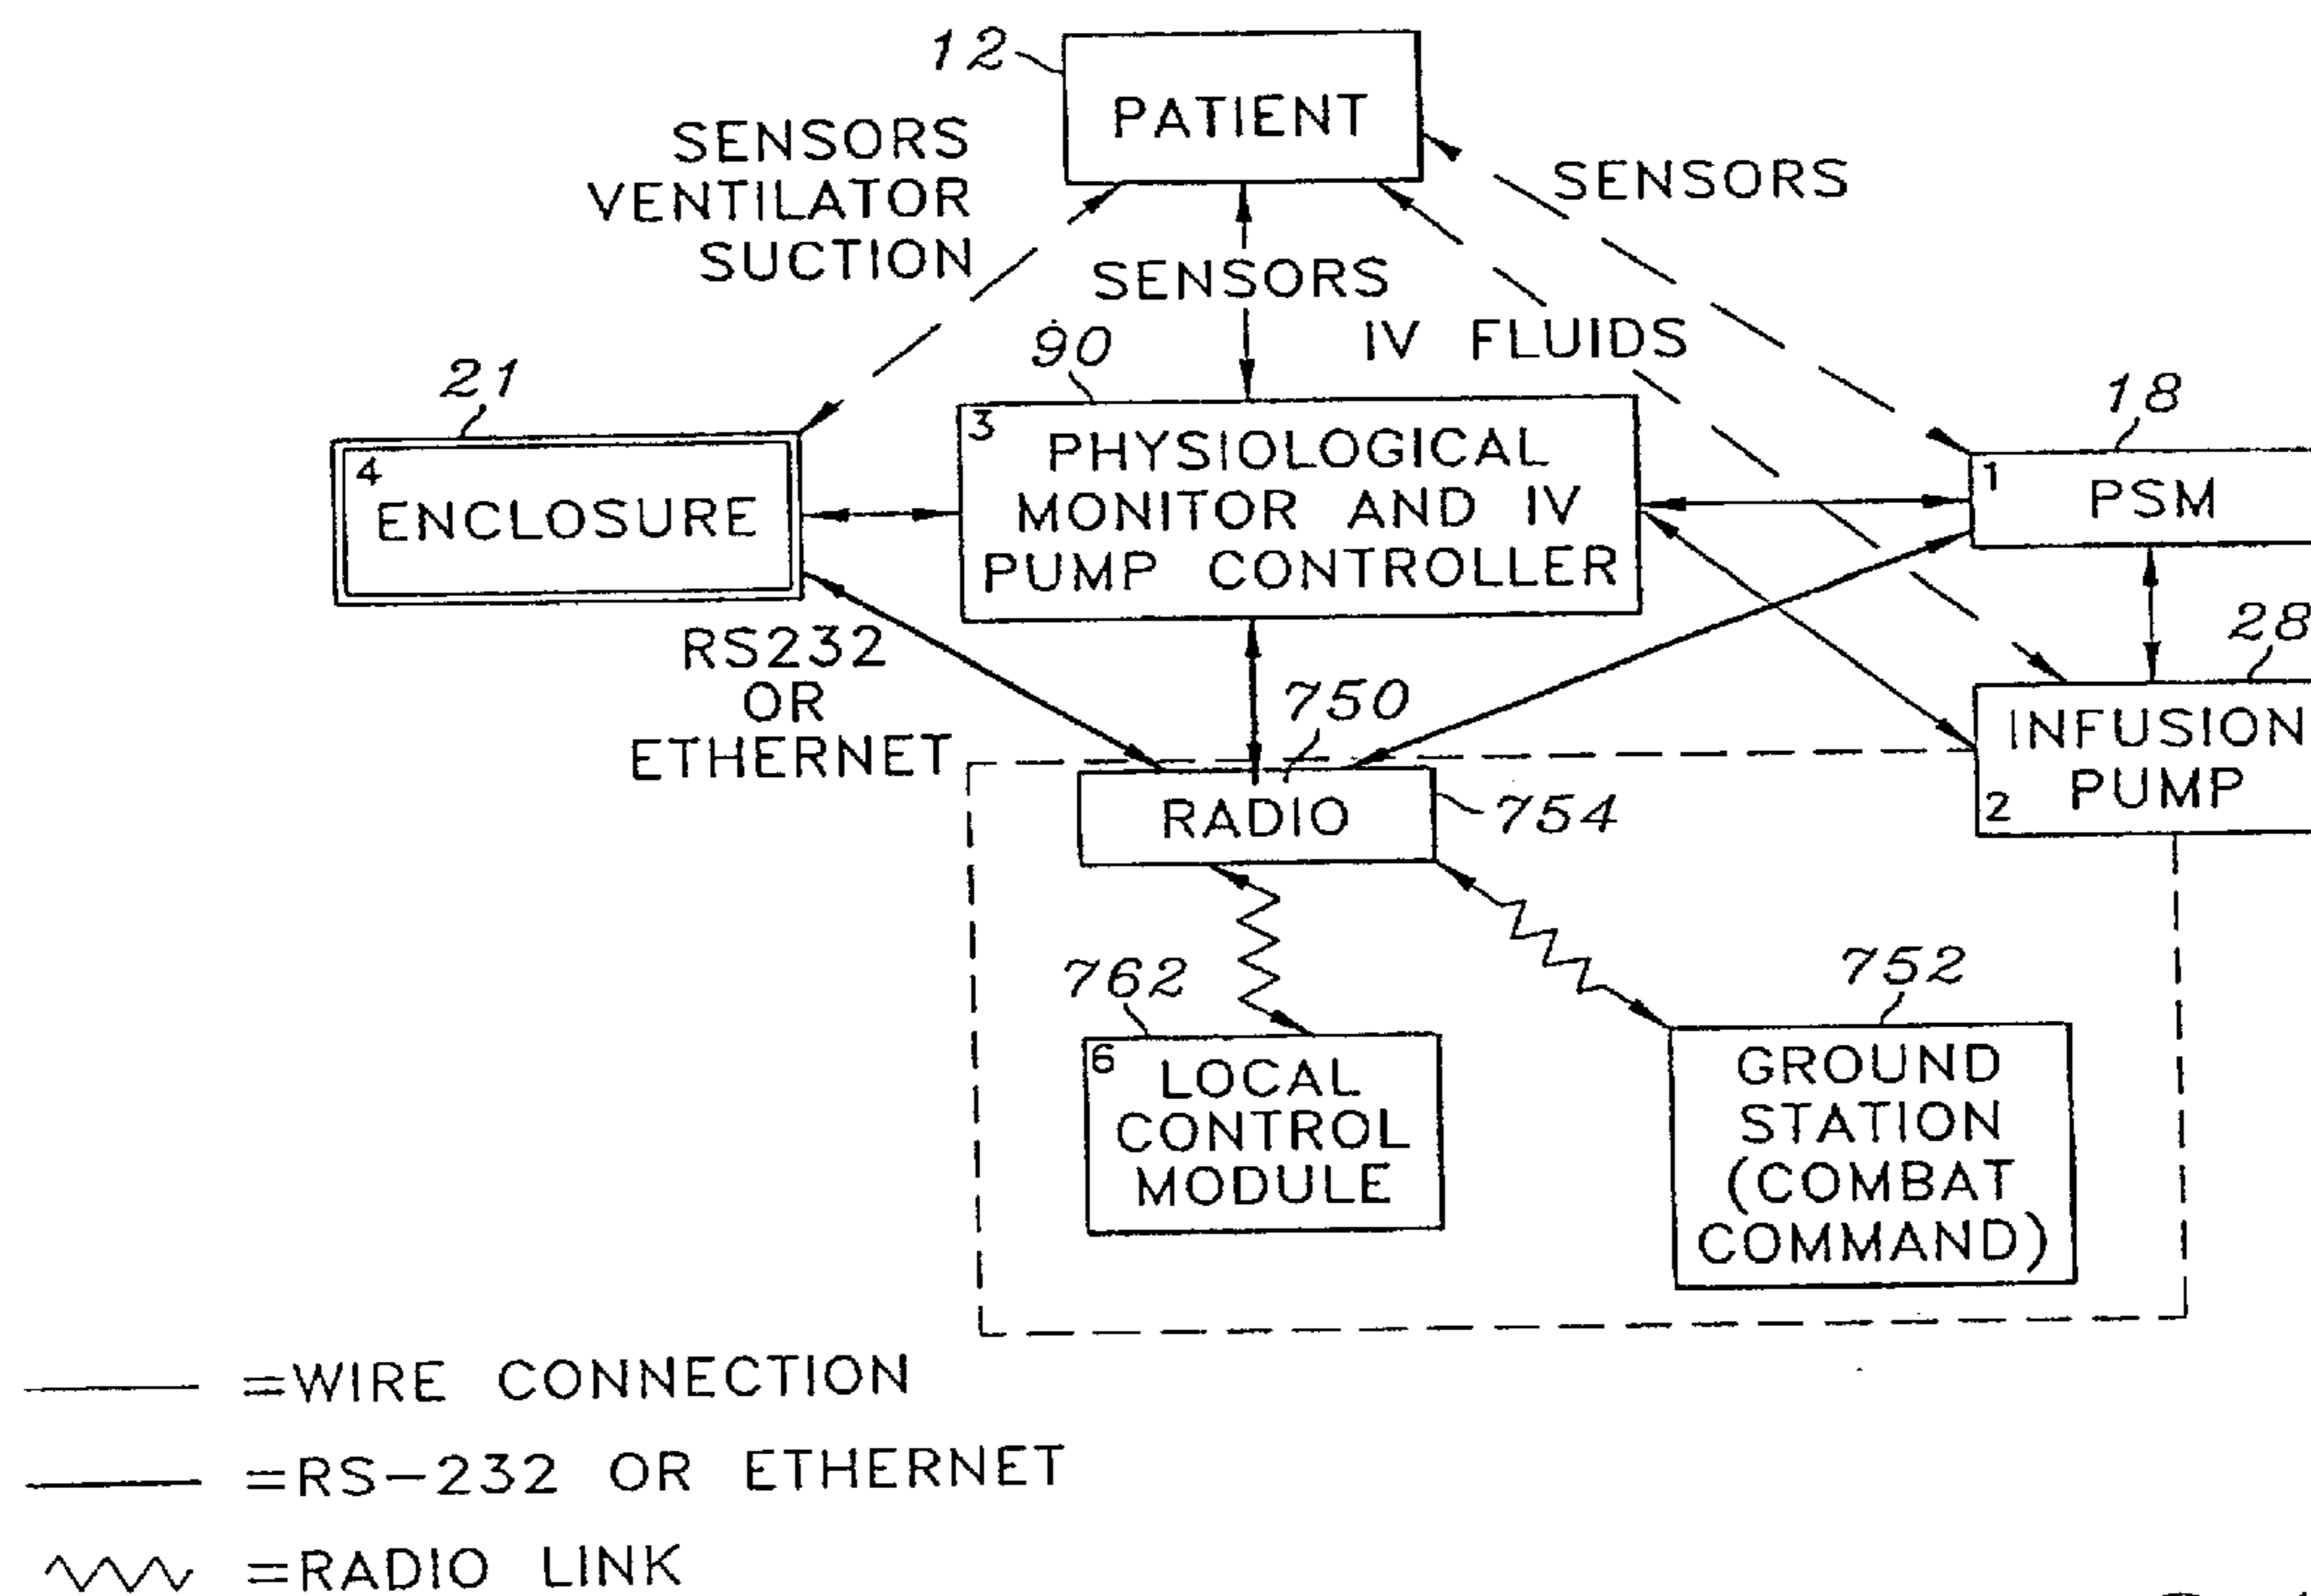 12
PATIENT
SENSORS
VENTILATOR
SUCTION
SENSORS
SENSORS
IV FLUIDS
21
90
18
4
ENCLOSURE
3
PHYSIOLOGICAL
MONITOR AND IV
PUMP CONTROLLER
1
PSM
28
RS232
OR
ETHERNET
750
INFUSION
PUMP
2
RADIO
754
762
752
6
LOCAL
CONTROL
MODULE
GROUND
STATION
(COMBAT
COMMAND)
=WIRE CONNECTION
=RS-232 OR ETHERNET
=RADIO LINK